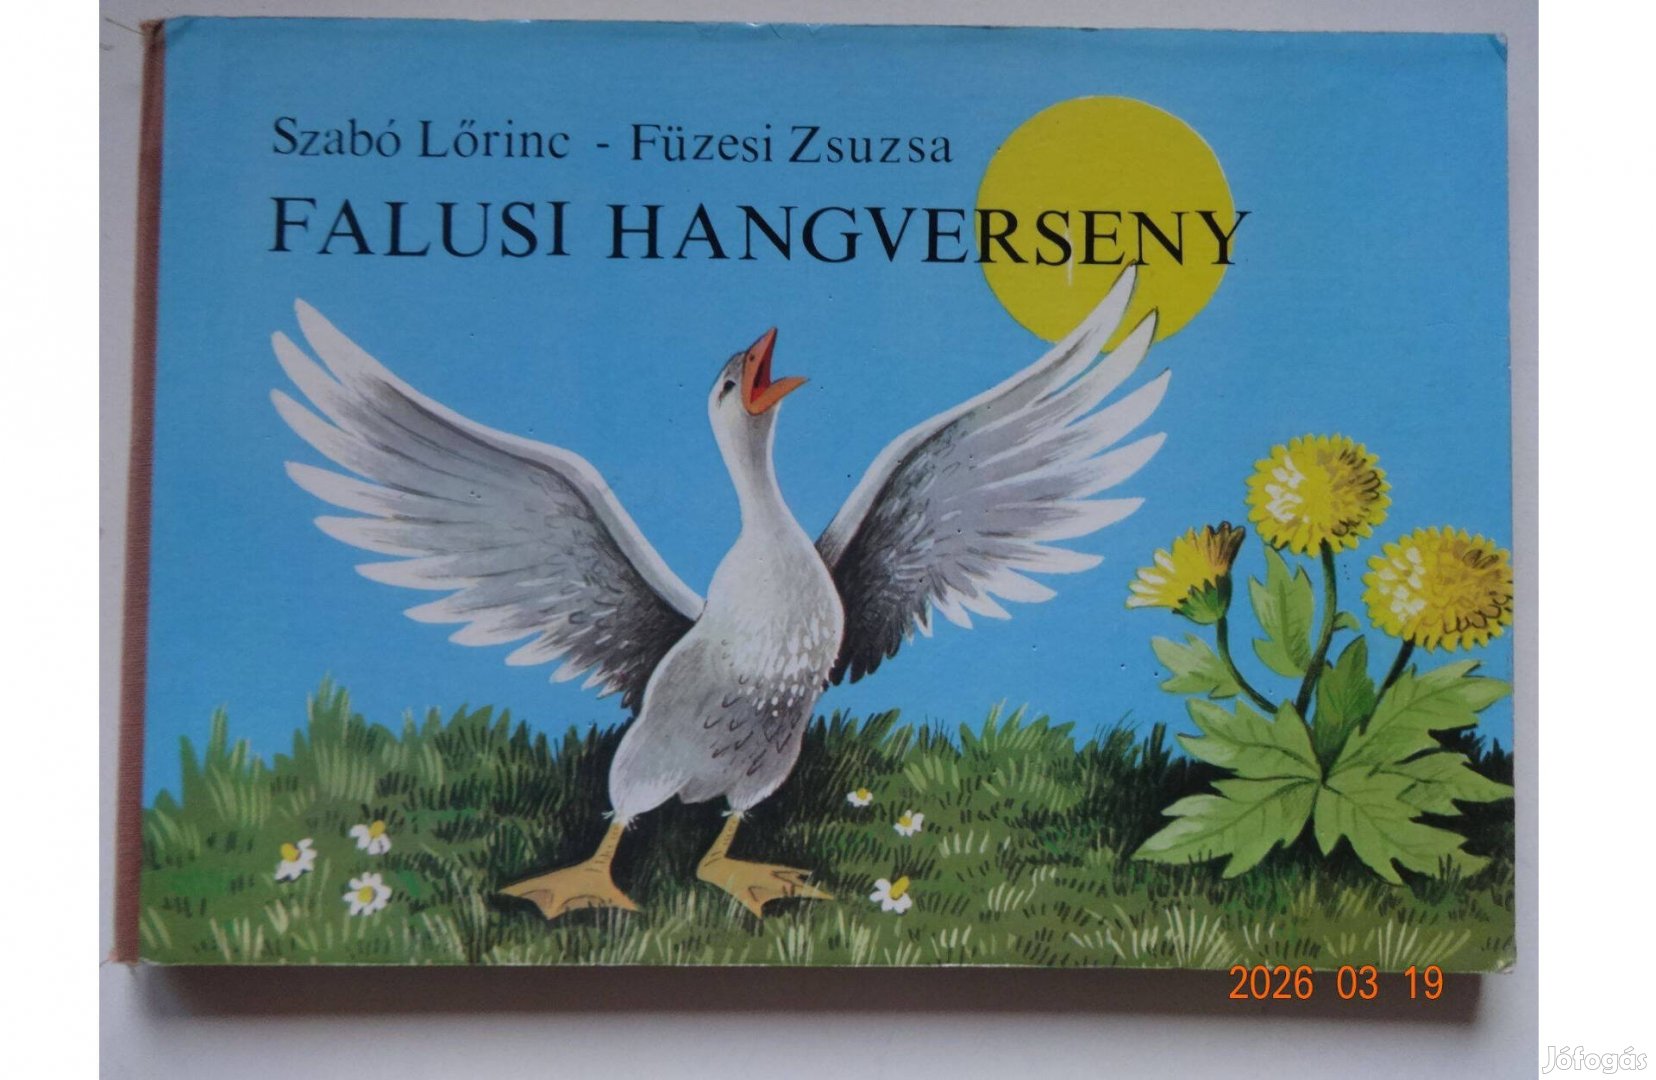 Szabó Lőrinc - Füzesi Zsuzsa
FALUSI HANGVERSENY
2026 03 19
Jófogás